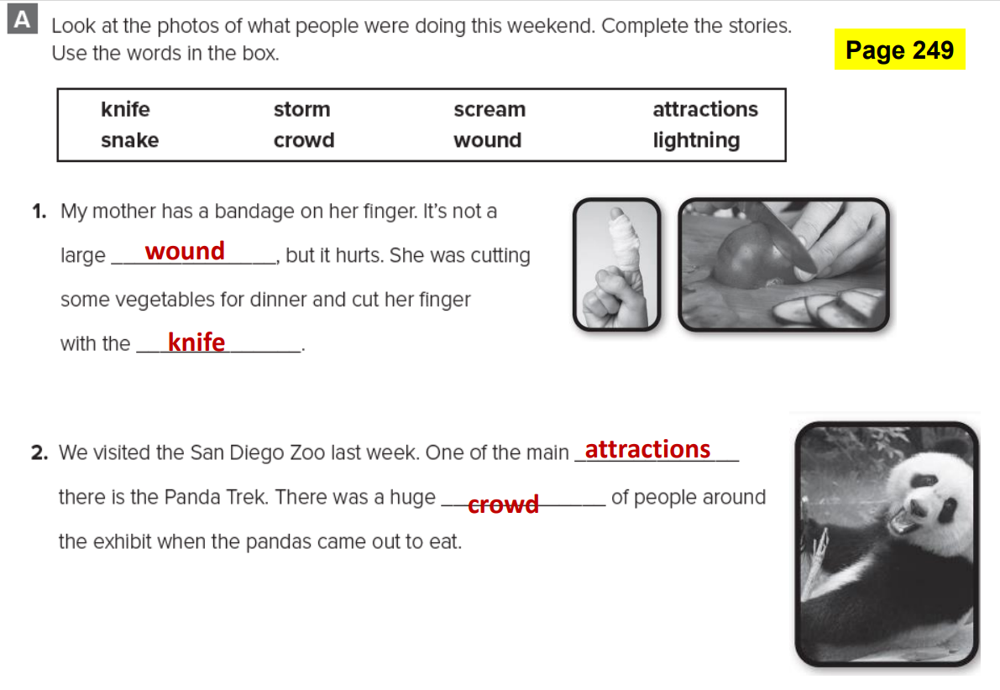 A Look at the photos of what people were doing this weekend. Complete the stories.
Use the words in the box.
Page 249
knife storm scream attractions
snake crowd wound lightning
1. My mother has a bandage on her finger. It's not a
large wound, but it hurts. She was cutting
some vegetables for dinner and cut her finger
with the knife.
2. We visited the San Diego Zoo last week. One of the main attractions
there is the Panda Trek. There was a huge crowd of people around
the exhibit when the pandas came out to eat.